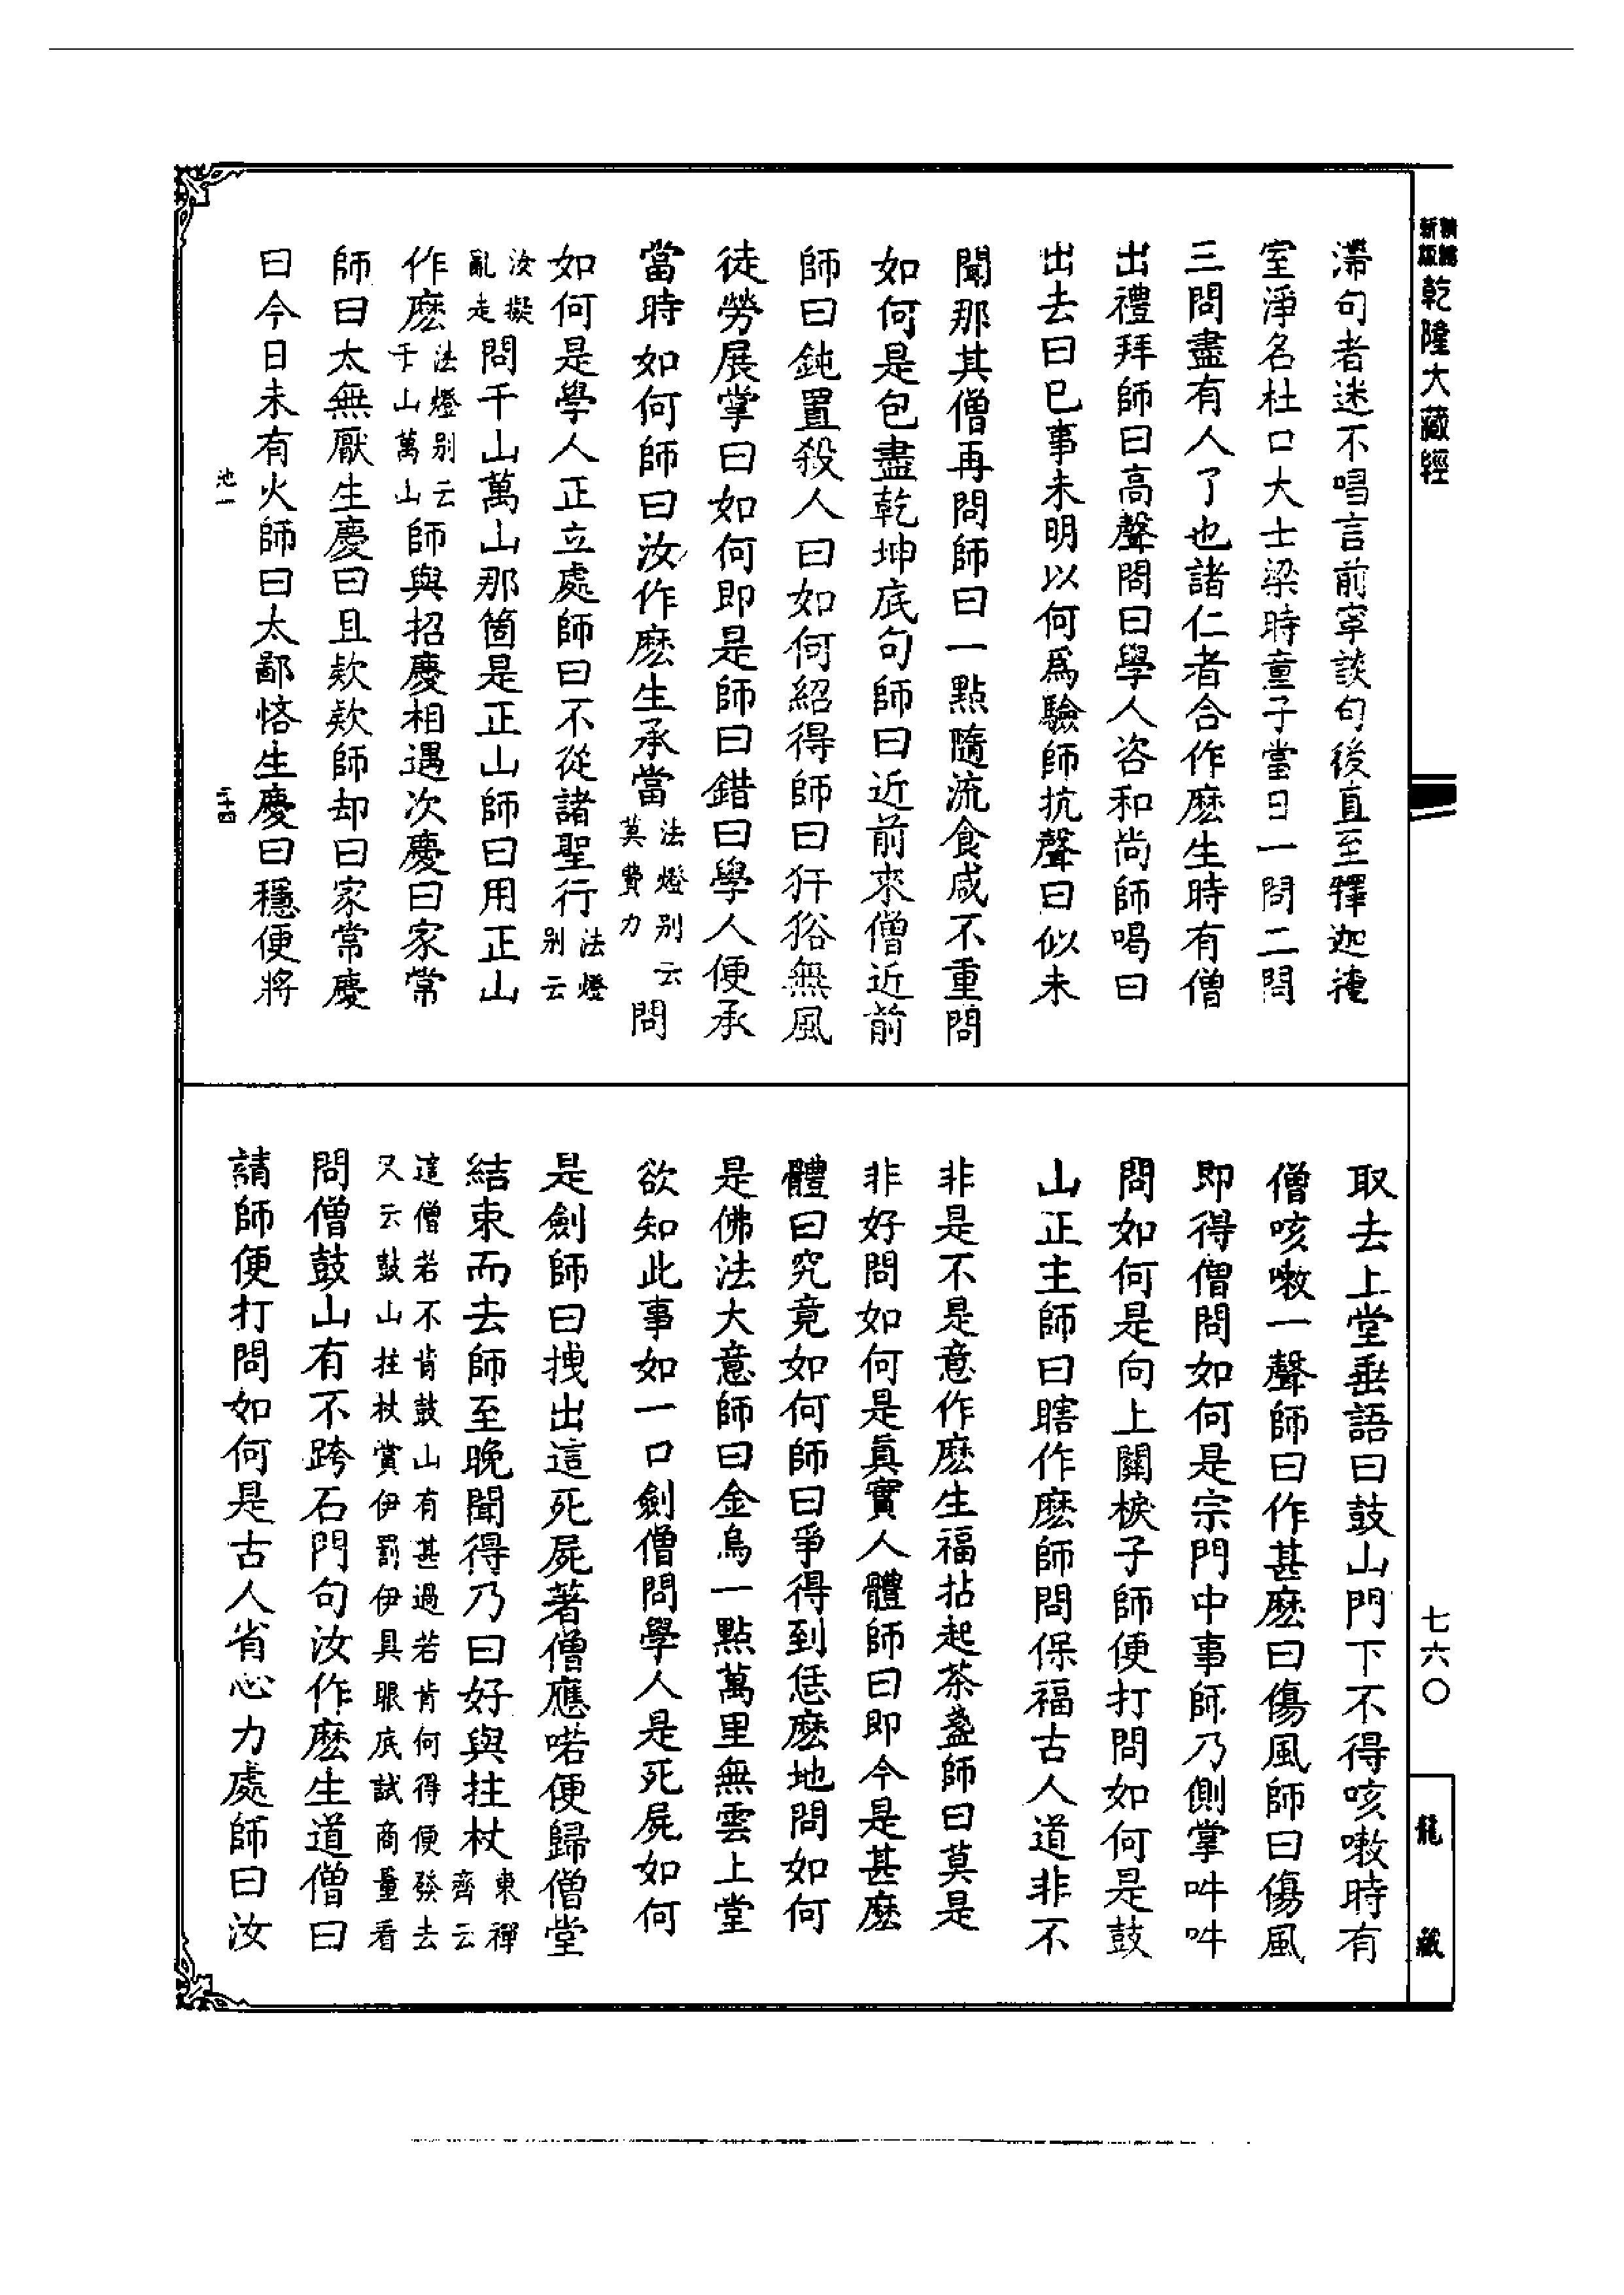 新版乾隆大藏經
滯句者迷不唱言前寧談句後直至釋迦掩
室淨名杜口大士梁時童子當日一問二問
三問盡有人了也諸仁者合作麽生時有僧
出禮拜師曰高聲問曰學人咨和尚師喝曰
出去曰已事未明以何爲驗師抗聲曰似未
聞那其僧再問師曰一點隨流食咸不重問
如何是包盡乾坤底句師曰近前來僧近前
師曰鈍置殺人曰如何紹得師曰犴㹳無風
徒勞展掌曰如何即是師曰錯曰學人便承
當時如何師曰汝作麽生承當法燈别云莫費力問
如何是學人正立處師曰不從諸聖行法燈别云
汝擬亂走問千山萬山那箇是正山師曰用正山
作麽法燈别云千山萬山師與招慶相遇次慶曰家常
師曰太無厭生慶曰且欵欵師却曰家常慶
曰今日未有火師曰太鄙悋生慶曰穩便將
池一
二十四
取去上堂垂語曰鼓山門下不得咳嗽時有
僧咳嗽一聲師曰作甚麽曰傷風師曰傷風
即得僧問如何是宗門中事師乃側掌吽吽
問如何是向上關棙子師便打問如何是鼓
山正主師曰瞎作麽師問保福古人道非不
非是不是意作麽生福拈起茶盞師曰莫是
非好問如何是真實人體師曰即今是甚麽
體曰究竟如何師曰爭得到恁麽地問如何
是佛法大意師曰金烏一點萬里無雲上堂
欲知此事如一口劍僧問學人是死屍如何
是劍師曰拽出這死屍著僧應喏便歸僧堂
結束而去師至晚聞得乃曰好與拄杖東禪齊云
這僧若不肯鼓山有甚過若肯何得便發去又云鼓山拄杖賞伊罰伊具眼底試商量看
問僧鼓山有不跨石門句汝作麽生道僧曰
請師便打問如何是古人省心力處師曰汝
七六〇
龍藏